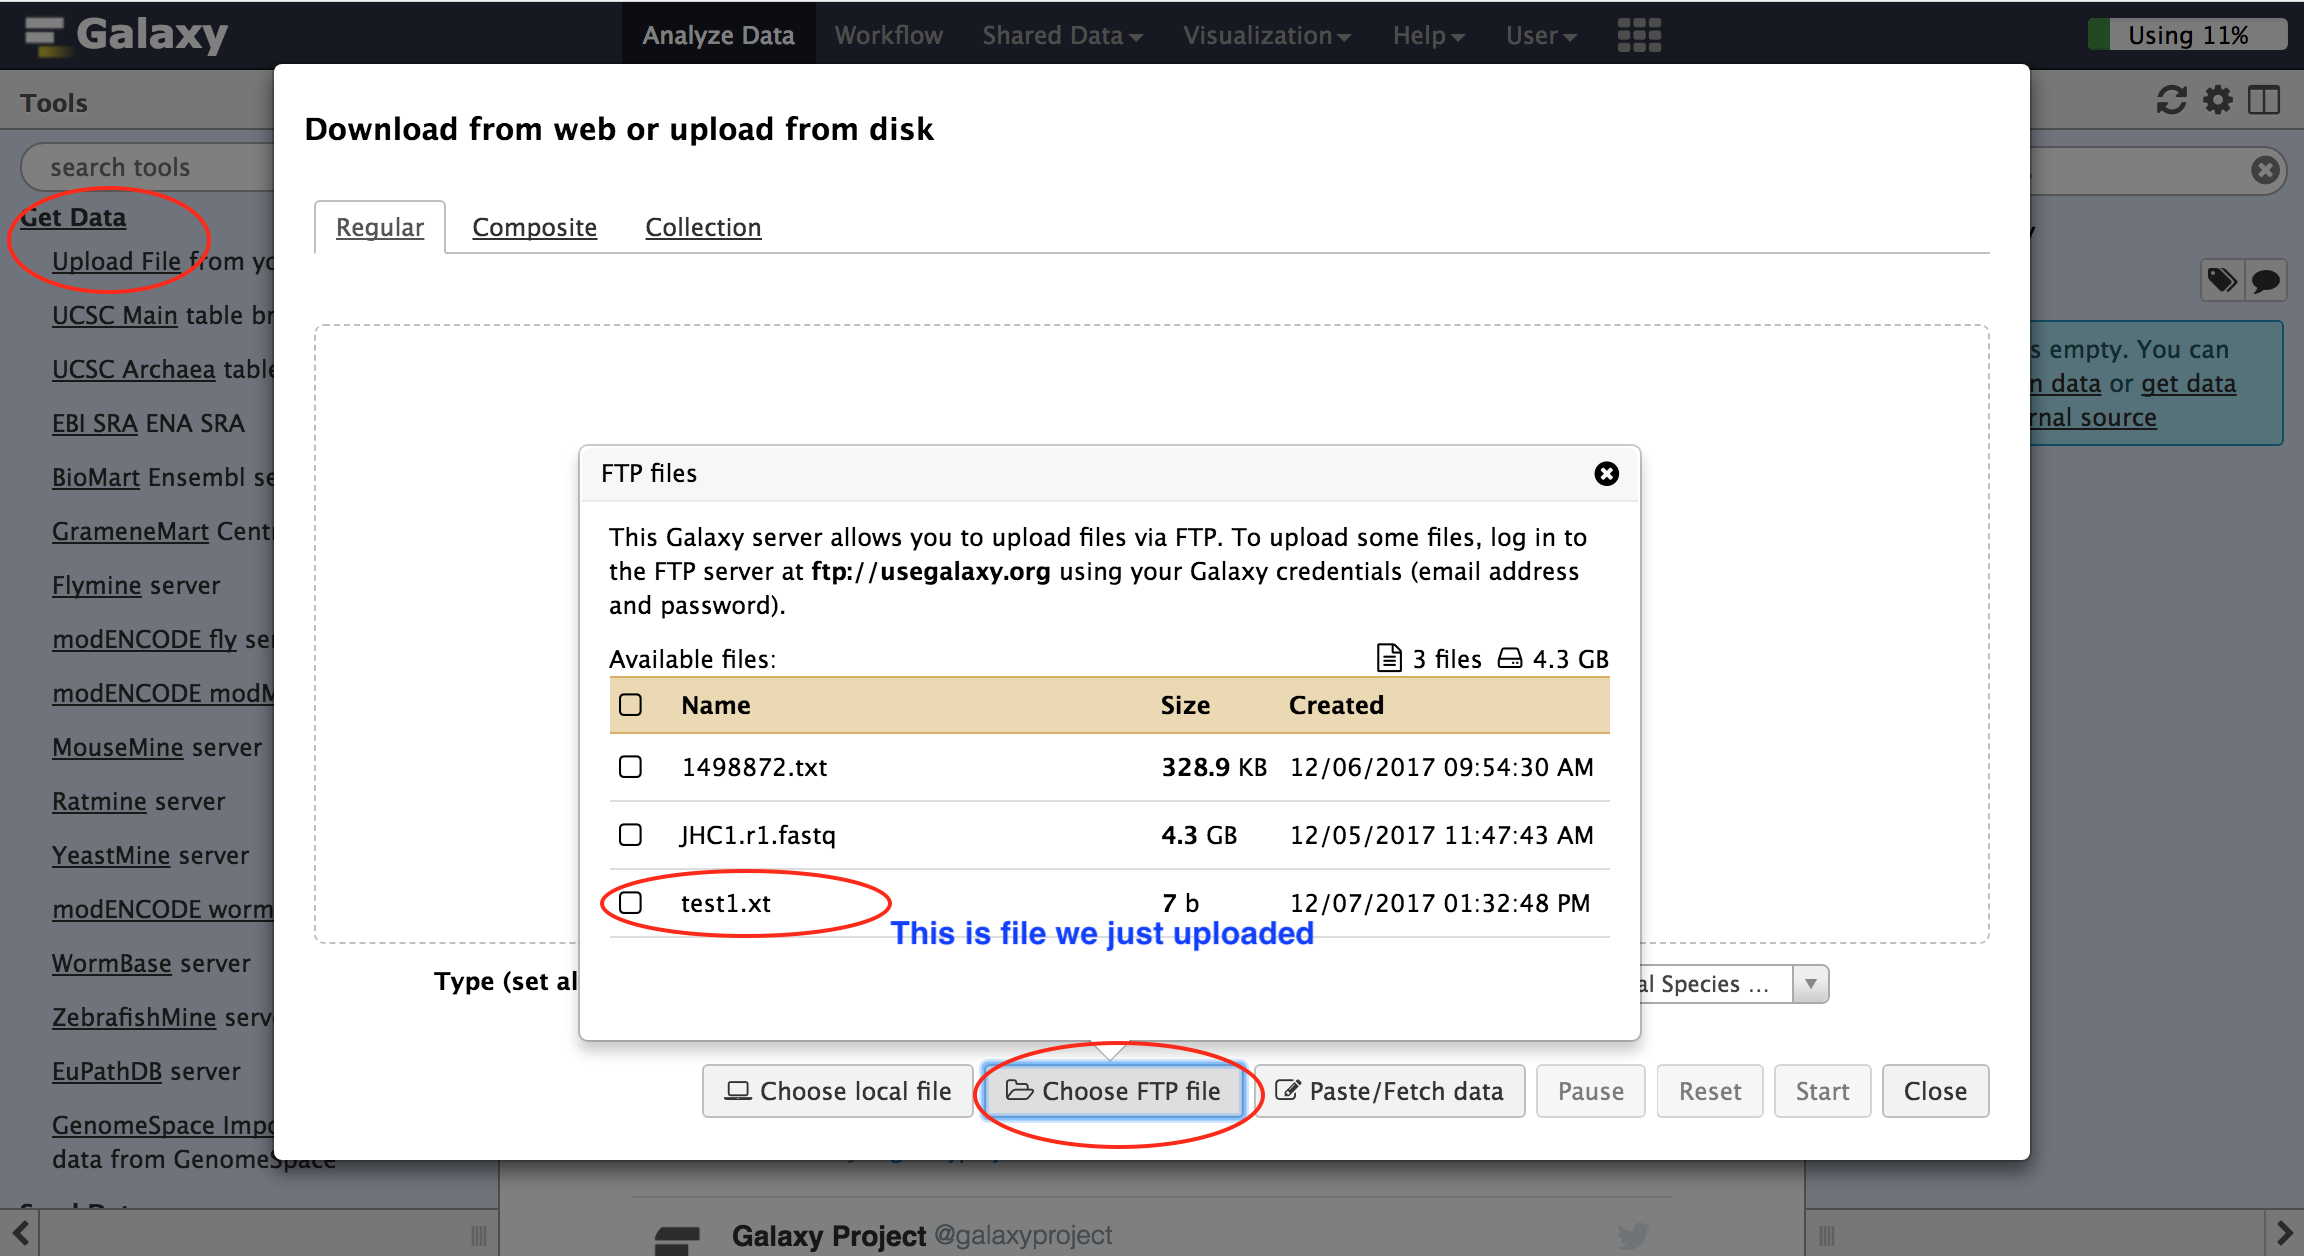 Galaxy
Analyze Data Workflow Shared Data Visualization Help User
Using 11%
Tools
search tools
Get Data
Upload File from yo
UCSC Main table br
UCSC Archaea table
EBI SRA ENA SRA
BioMart Ensembl se
GrameneMart Cent
Flymine server
modENCODE fly se
modENCODE mod
MouseMine server
Ratmine server
YeastMine server
modENCODE worm
WormBase server
ZebrafishMine serv
EuPathDB server
GenomeSpace Impo
data from GenomeSpace
Download from web or upload from disk
Regular Composite Collection
FTP files
This Galaxy server allows you to upload files via FTP. To upload some files, log in to
the FTP server at ftp://usegalaxy.org using your Galaxy credentials (email address
and password).
Available files: 3 files 4.3 GB
Name Size Created
1498872.txt 328.9 KB 12/06/2017 09:54:30 AM
JHC1.r1.fastq 4.3 GB 12/05/2017 11:47:43 AM
test1.xt 7 b 12/07/2017 01:32:48 PM
This is file we just uploaded
Type (set al
al Species ...
Choose local file Choose FTP file Paste/Fetch data Pause Reset Start Close
s empty. You can
n data or get data
rnal source
Galaxy Project @galaxyproject